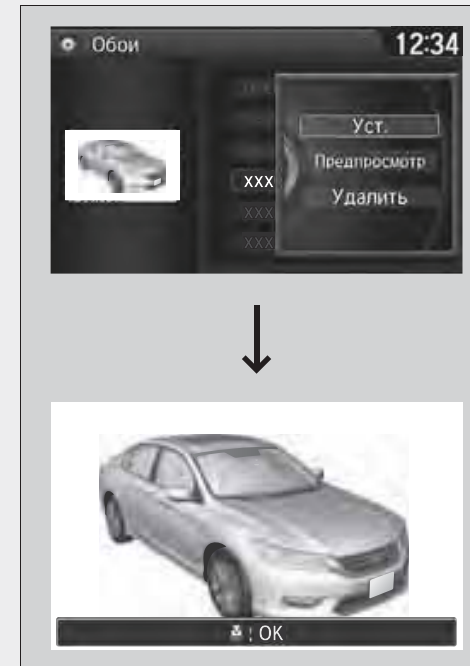 Обои 12:34
Уст.
Предпросмотр
XXX
Удалить
XXX
XXX
: OK